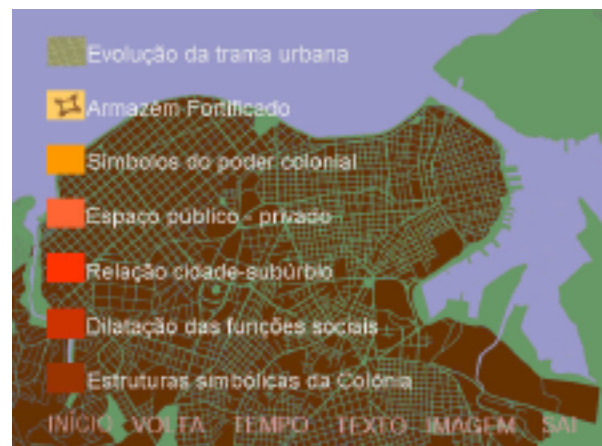 Evolução da trama urbana
Armazém Fortificado
Símbolos do poder colonial
Espaço público - privado
Relação cidade-subúrbio
Dilatação das funções sociais
Estruturas simbólicas da Colônia
INÍCIO VOLTA TEMPO TEXTO IMAGEM SAI